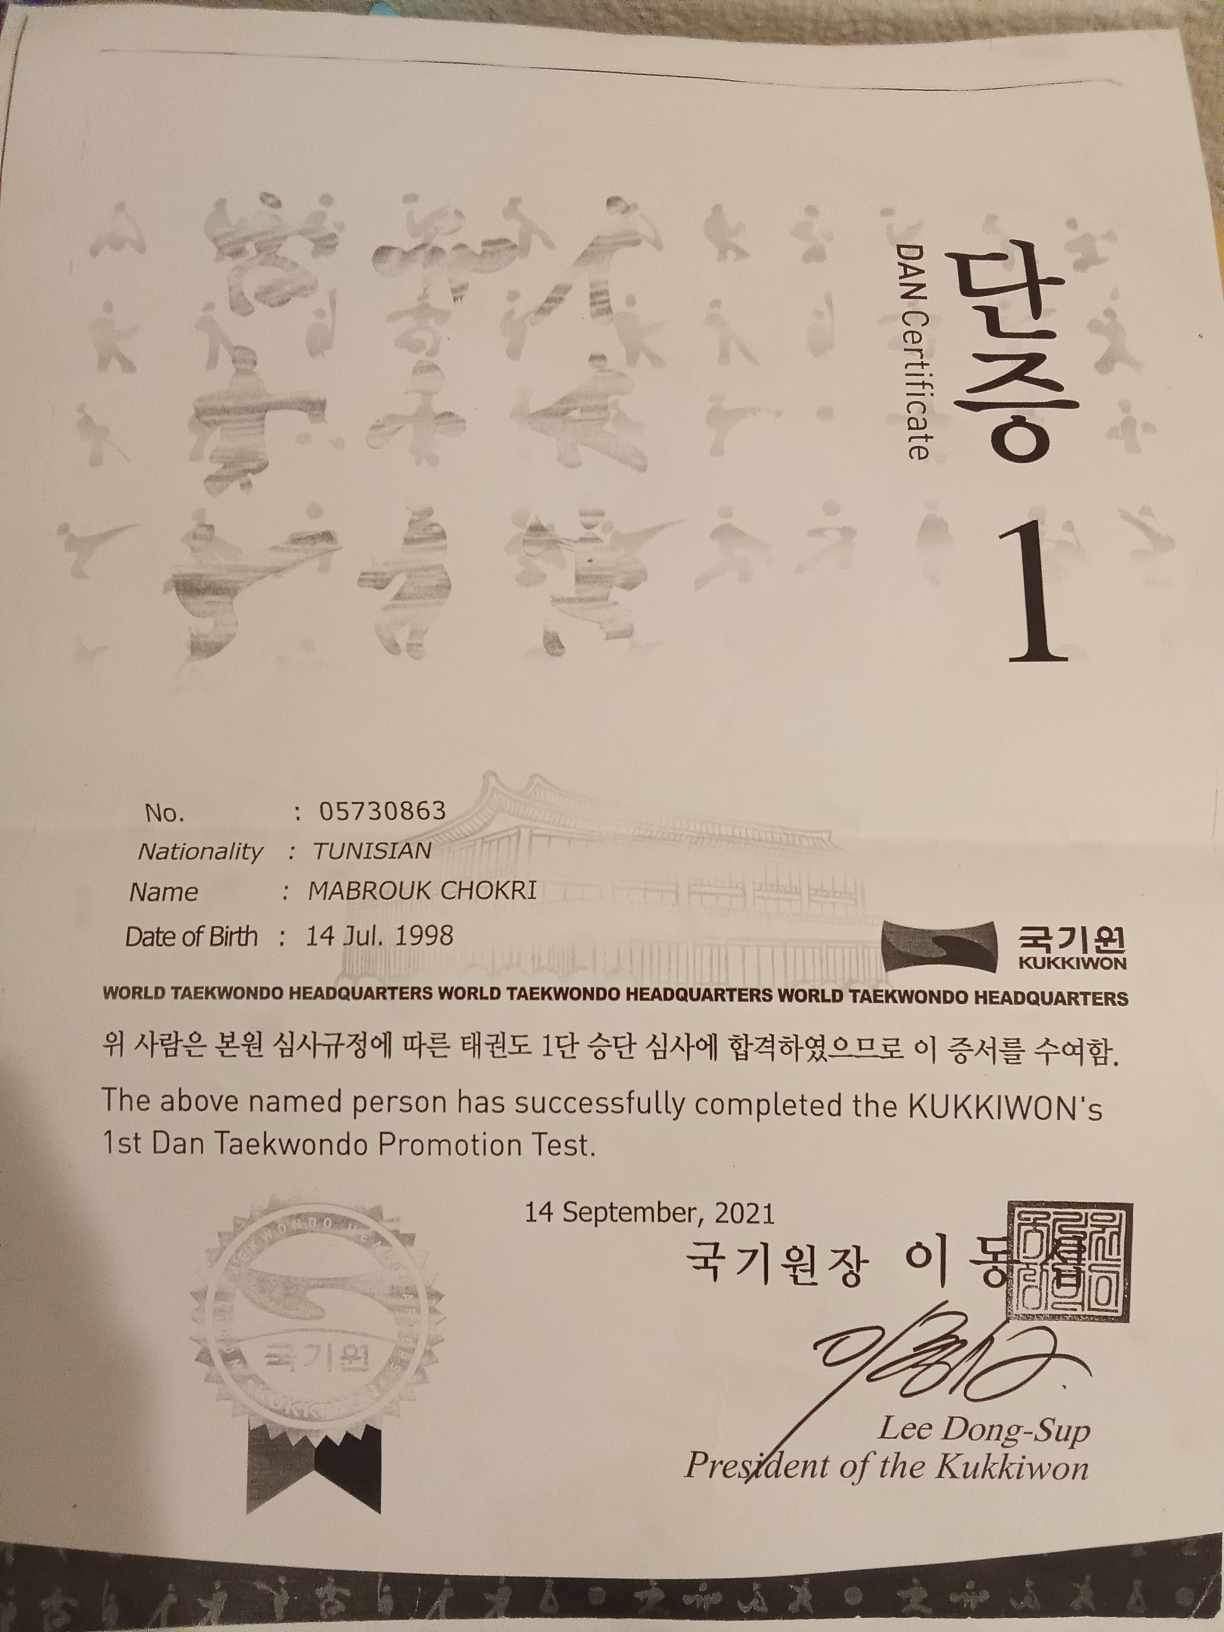 단증
DAN Certificate
1
No. : 05730863
Nationality : TUNISIAN
Name : MABROUK CHOKRI
Date of Birth : 14 Jul. 1998
국기원
KUKKIWON
WORLD TAEKWONDO HEADQUARTERS WORLD TAEKWONDO HEADQUARTERS WORLD TAEKWONDO HEADQUARTERS
위 사람은 본원 심사규정에 따른 태권도 1단 승단 심사에 합격하였으므로 이 증서를 수여함.
The above named person has successfully completed the KUKKIWON's
1st Dan Taekwondo Promotion Test.
14 September, 2021
국기원장 이동섭
국기원
Lee Dong-Sup
President of the Kukkiwon